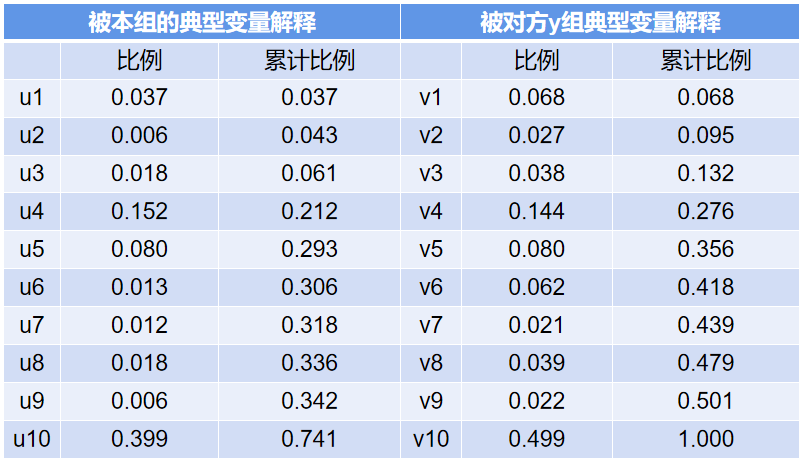 被本组的典型变量解释 被对方y组典型变量解释
比例 累计比例 比例 累计比例
u1 0.037 0.037 v1 0.068 0.068
u2 0.006 0.043 v2 0.027 0.095
u3 0.018 0.061 v3 0.038 0.132
u4 0.152 0.212 v4 0.144 0.276
u5 0.080 0.293 v5 0.080 0.356
u6 0.013 0.306 v6 0.062 0.418
u7 0.012 0.318 v7 0.021 0.439
u8 0.018 0.336 v8 0.039 0.479
u9 0.006 0.342 v9 0.022 0.501
u10 0.399 0.741 v10 0.499 1.000